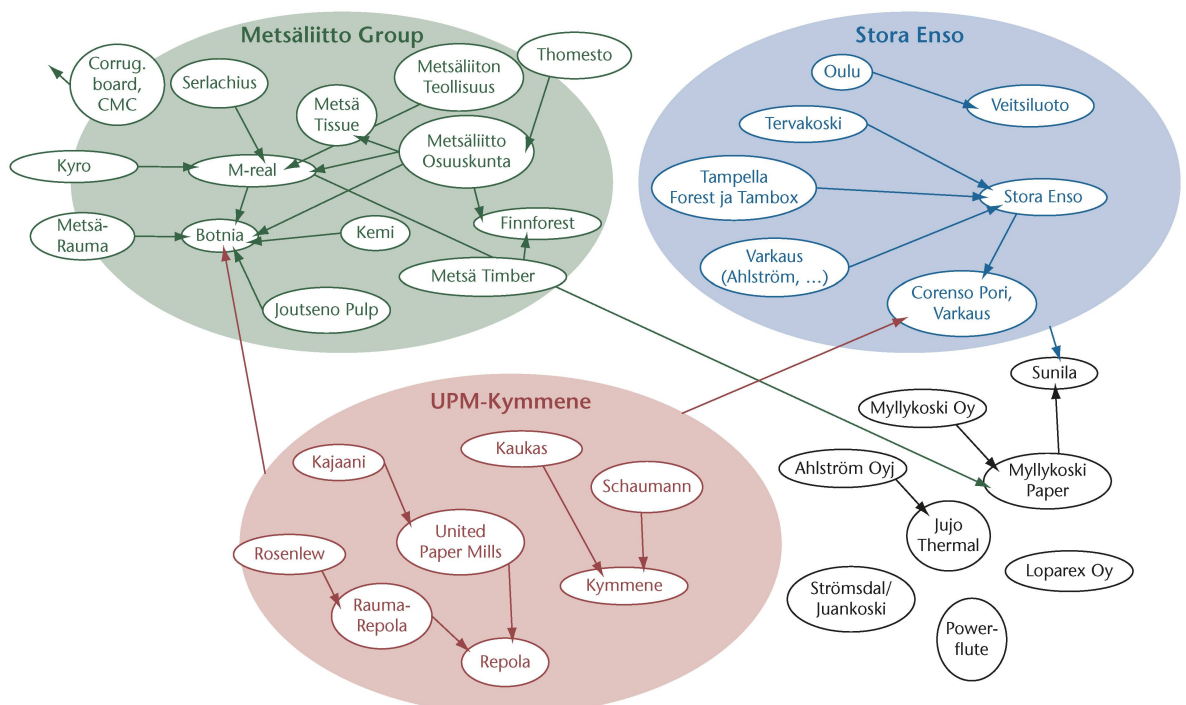 Metsäliitto Group
Corrug.
board,
CMC
Serlachius
Metsä
Tissue
Metsäliiton
Teollisuus
Thomesto
Metsäliitto
Osuuskunta
Kyro
M-real
Metsä-
Rauma
Botnia
Kemi
Finnforest
Metsä Timber
Joutseno Pulp
Stora Enso
Oulu
Veitsiluoto
Tervakoski
Tampella
Forest ja Tambox
Stora Enso
Varkaus
(Ahlström, ...)
Corenso Pori,
Varkaus
UPM-Kymmene
Kajaani
Kaukas
Schaumann
United
Paper Mills
Rosenlew
Kymmene
Rauma-
Repola
Repola
Sunila
Myllykoski Oy
Ahlström Oyj
Myllykoski
Paper
Jujo
Thermal
Loparex Oy
Strömsdal/
Juankoski
Power-
flute